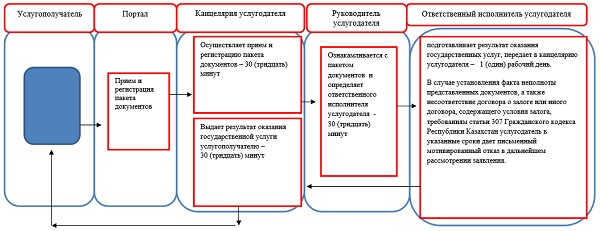 Услугополучатель
Портал
Канцелярия услугодателя
Руководитель
услугодателя
Ответственный исполнитель услугодателя
Прием и
регистрация
пакета
документов
Осуществляет прием и
регистрацию пакета
документов – 30 (тридцать)
минут
Выдает результат оказания
государственной услуги
услугополучателю –
30 (тридцать) минут
Ознакамливается с
пакетом
документов и
определяет
ответственного
исполнителя
услугодателя -
30 (тридцать)
минут
подготавливает результат оказания
государственных услуг, передает в канцелярию
услугодателя – 1 (один) рабочий день.
В случае установления факта неполноты
представленных документов, а также
несоответствие договора о залоге или иного
договора, содержащего условия залога,
требованиям статьи 307 Гражданского кодекса
Республики Казахстан услугодатель в
указанные сроки дает письменный
мотивированный отказ в дальнейшем
рассмотрении заявления.